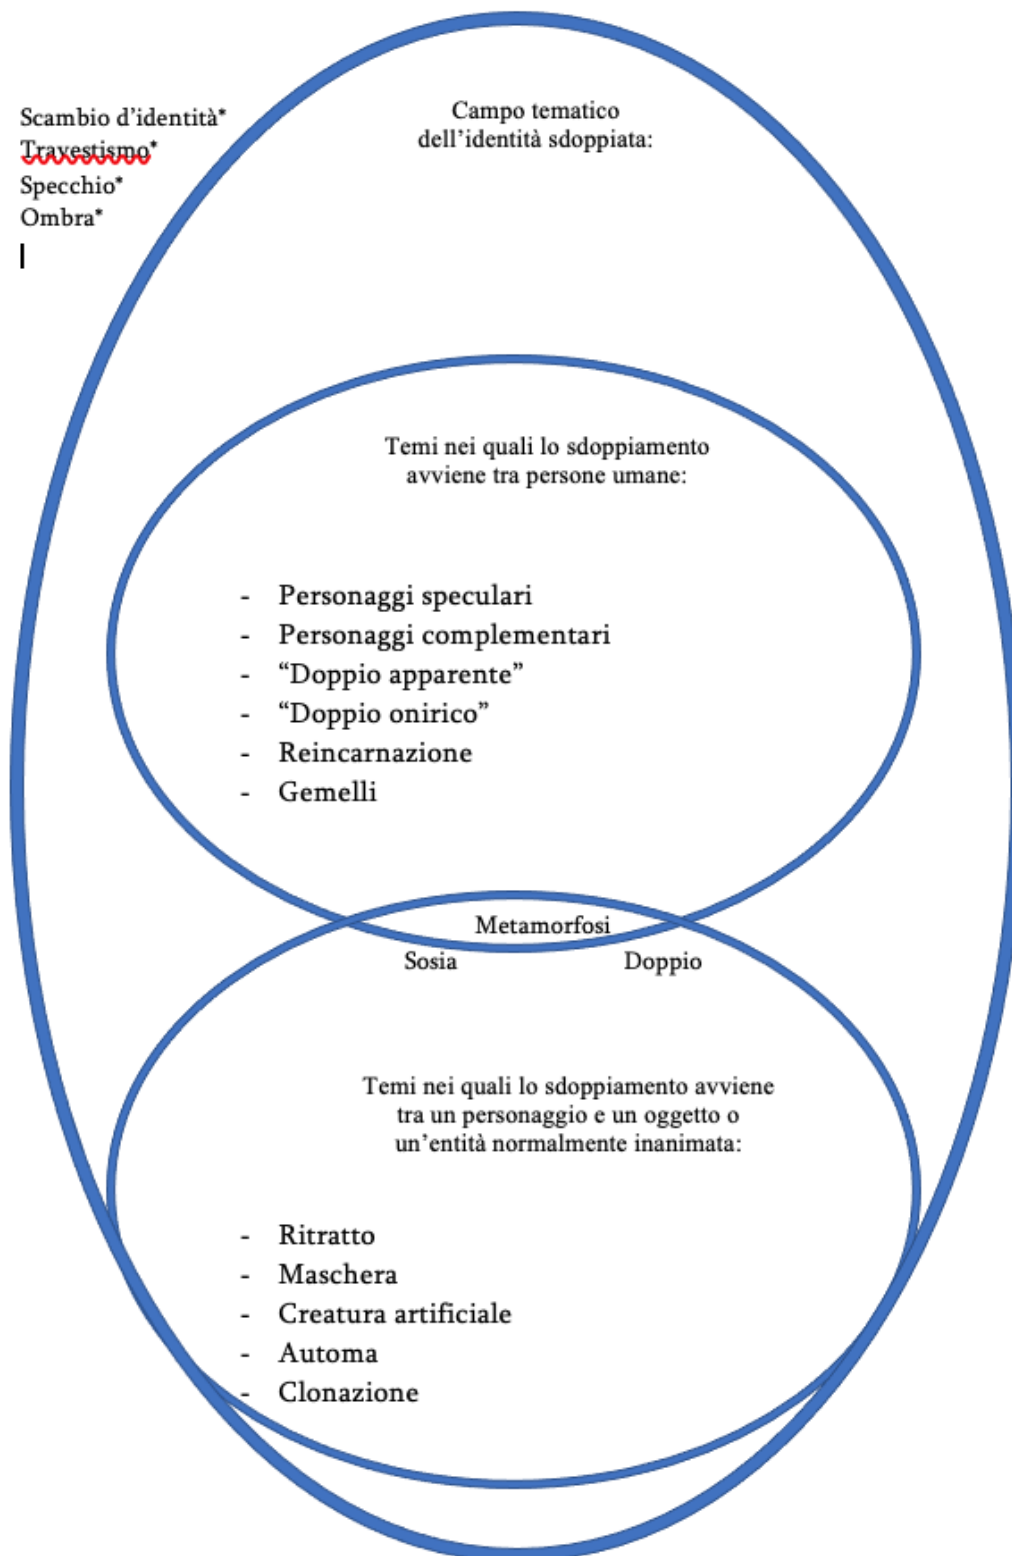 Scambio d’identità*
Travestismo*
Specchio*
Ombra*
Campo tematico
dell’identità sdoppiata:
Temi nei quali lo sdoppiamento
avviene tra persone umane:
- Personaggi speculari
- Personaggi complementari
- “Doppio apparente”
- “Doppio onirico”
- Reincarnazione
- Gemelli
Metamorfosi
Sosia Doppio
Temi nei quali lo sdoppiamento avviene
tra un personaggio e un oggetto o
un’entità normalmente inanimata:
- Ritratto
- Maschera
- Creatura artificiale
- Automa
- Clonazione